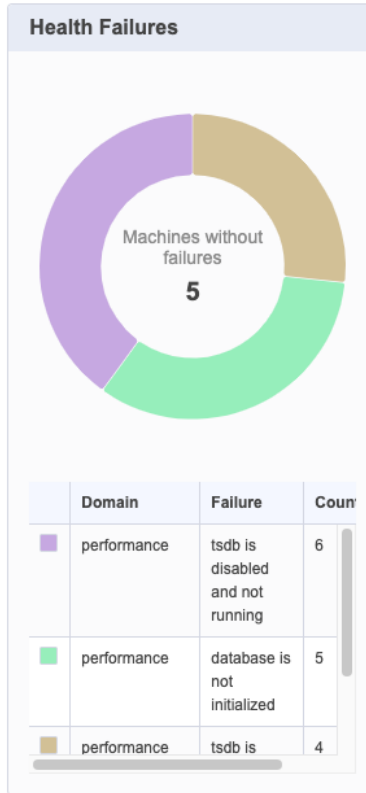 Health Failures
Machines without
failures
5
Domain Failure Coun
performance tsdb is 6
disabled
and not
running
performance database is 5
not
initialized
performance tsdb is 4